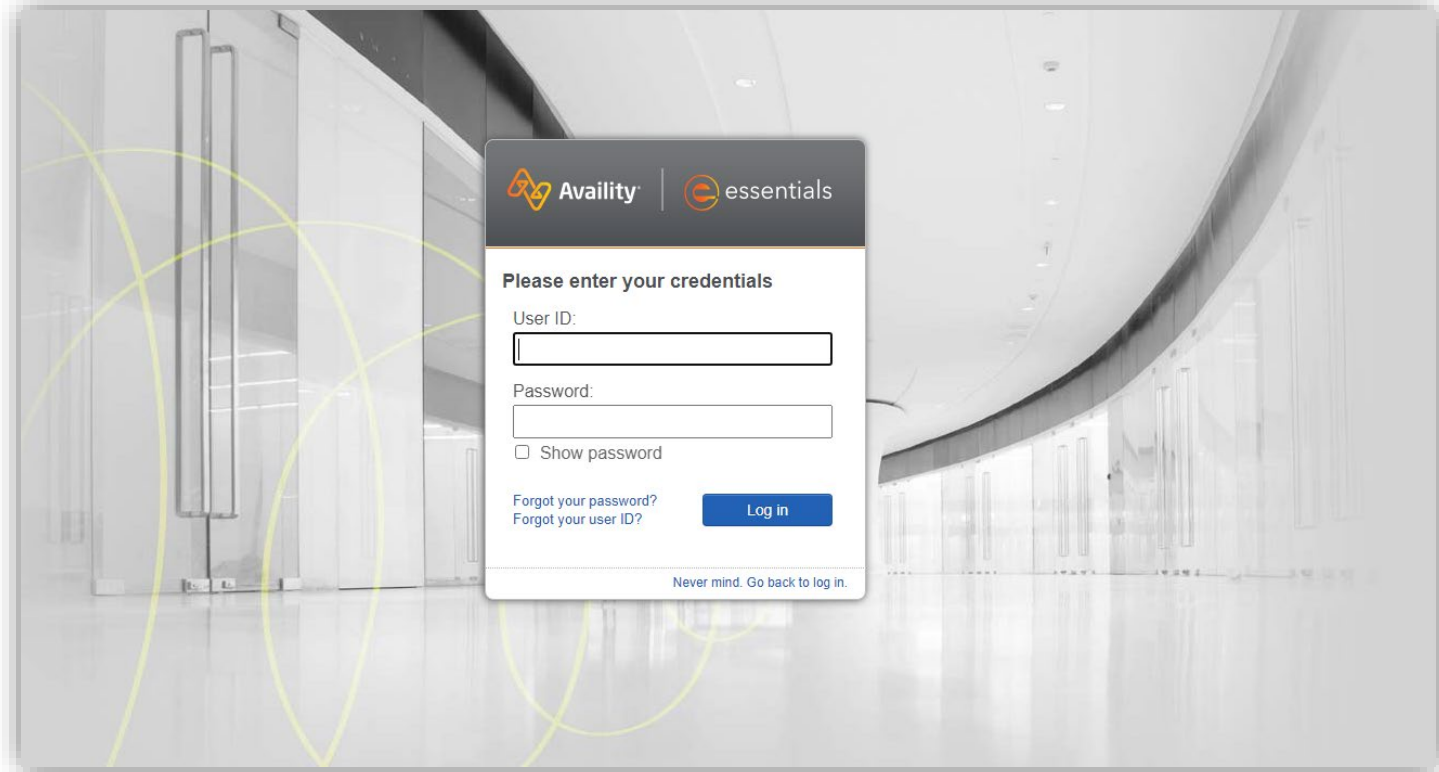 Availity essentials
Please enter your credentials
User ID:
Password:
Show password
Forgot your password?
Log in
Forgot your user ID?
Never mind. Go back to log in.